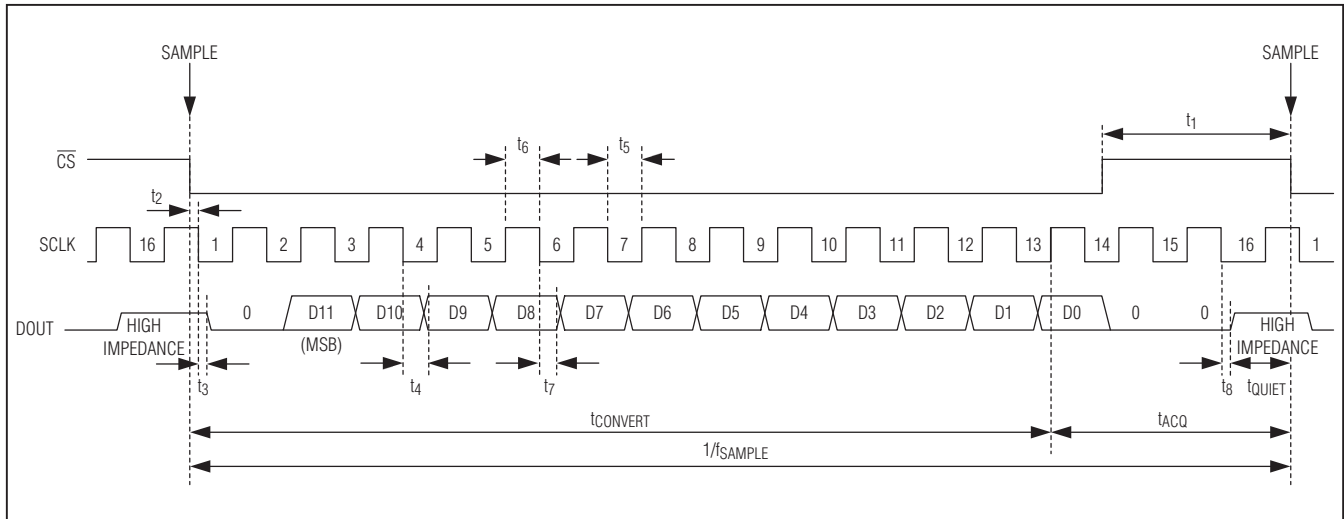 SAMPLE SAMPLE
t1
t6 t5
CS
t2
SCLK 16 1 2 3 4 5 6 7 8 9 10 11 12 13 14 15 16 1
DOUT HIGH IMPEDANCE 0 D11 D10 D9 D8 D7 D6 D5 D4 D3 D2 D1 D0 0 0 HIGH IMPEDANCE
(MSB)
t3 t4 t7 t8 tQUIET
tCONVERT tACQ
1/fSAMPLE